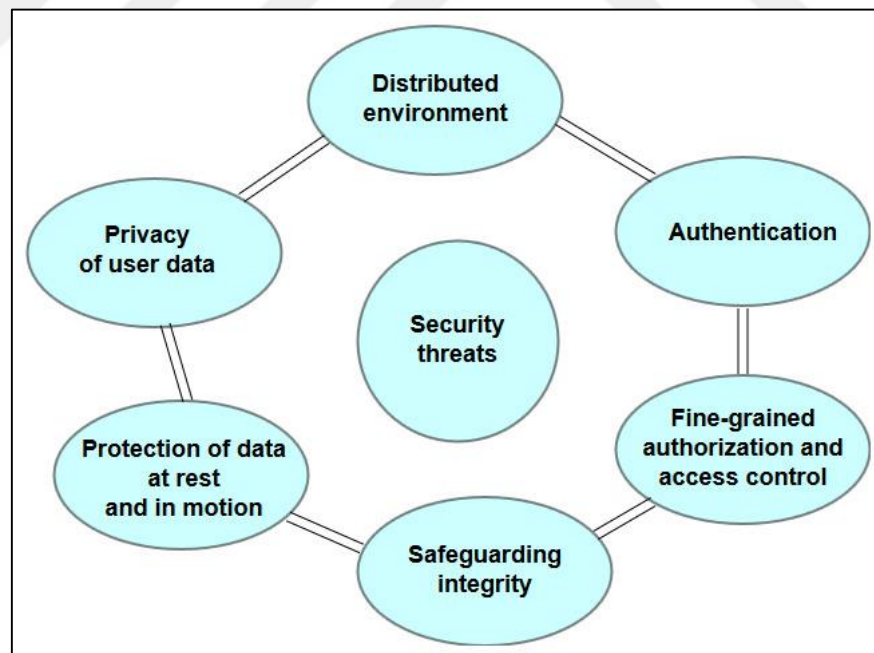 Distributed
environment
Authentication
Privacy
of user data
Security
threats
Fine-grained
authorization and
access control
Protection of data
at rest
and in motion
Safeguarding
integrity